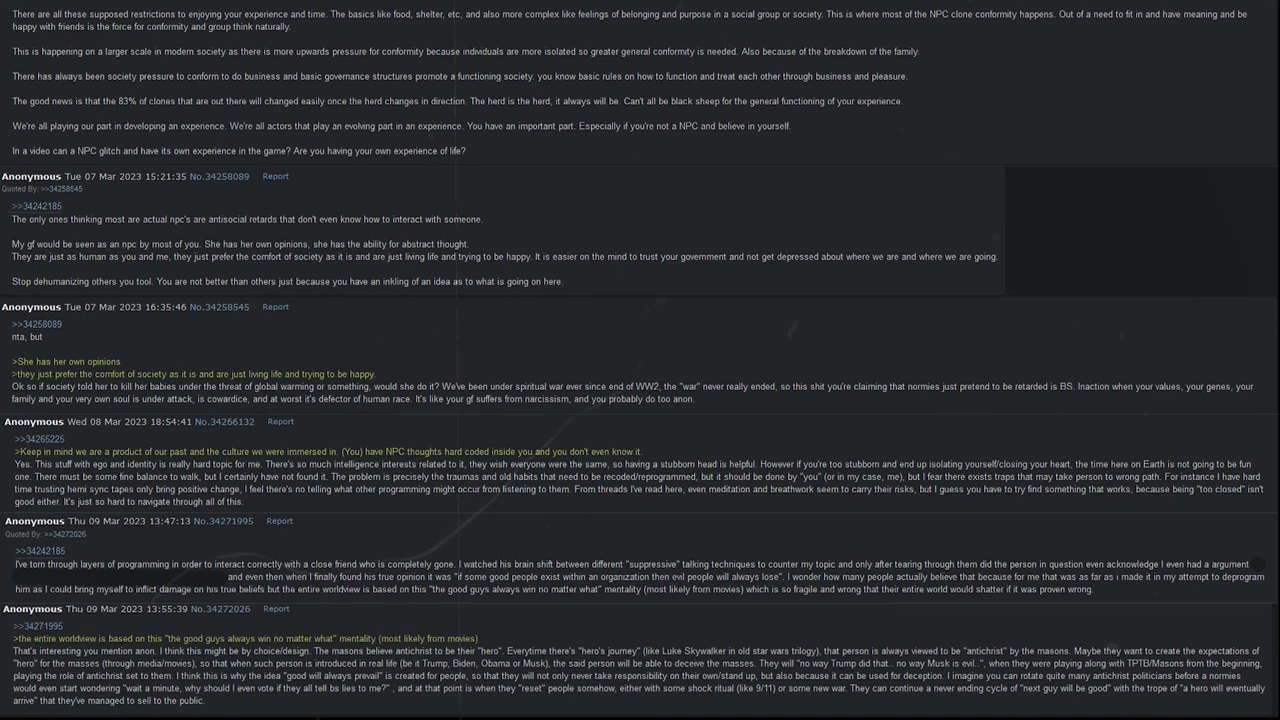 There are all these supposed restrictions to enjoying your experience and time. The basics like food, shelter, etc, and also more complex like feelings of belonging and purpose in a social group or society. This is where most of the NPC clone conformity happens. Out of a need to fit in and have meaning and be
happy with friends is the force for conformity and group think naturally.
This is happening on a larger scale in modern society as there is more upwards pressure for conformity because individuals are more isolated so greater general conformity is needed. Also because of the breakdown of the family.
There has always been society pressure to conform to do business and basic governance structures promote a functioning society. you know basic rules on how to function and treat each other through business and pleasure.
The good news is that the 83% of clones that are out there will changed easily once the herd changes in direction. The herd is the herd, it always will be. Can't all be black sheep for the general functioning of your experience.
We're all playing our part in developing an experience. We're all actors that play an evolving part in an experience. You have an important part. Especially if you're not a NPC and believe in yourself.
In a video can a NPC glitch and have its own experience in the game? Are you having your own experience of life?
Anonymous Tue 07 Mar 2023 15:21:35 No.34258089 Report
Quoted By: >>34258545
>>34242185
The only ones thinking most are actual npc's are antisocial retards that don't even know how to interact with someone.
My gf would be seen as an npc by most of you. She has her own opinions, she has the ability for abstract thought.
They are just as human as you and me, they just prefer the comfort of society as it is and are just living life and trying to be happy. It is easier on the mind to trust your government and not get depressed about where we are and where we are going.
Stop dehumanizing others you tool. You are not better than others just because you have an inkling of an idea as to what is going on here.
Anonymous Tue 07 Mar 2023 16:35:46 No.34258545 Report
>>34258089
nta, but
>She has her own opinions
>they just prefer the comfort of society as it is and are just living life and trying to be happy.
Ok so if society told her to kill her babies under the threat of global warming or something, would she do it? We've been under spiritual war ever since end of WW2, the "war" never really ended, so this shit you're claiming that normies just pretend to be retarded is BS. Inaction when your values, your genes, your
family and your very own soul is under attack, is cowardice, and at worst it's defector of human race. It's like your gf suffers from narcissism, and you probably do too anon.
Anonymous Wed 08 Mar 2023 18:54:41 No.34266132 Report
>>34265225
>Keep in mind we are a product of our past and the culture we were immersed in. (You) have NPC thoughts hard coded inside you and you don't even know it.
Yes. This stuff with ego and identity is really hard topic for me. There's so much intelligence interests related to it, they wish everyone were the same, so having a stubborn head is helpful. However if you're too stubborn and end up isolating yourself/closing your heart, the time here on Earth is not going to be fun
one. There must be some fine balance to walk, but I certainly have not found it. The problem is precisely the traumas and old habits that need to be recoded/reprogrammed, but it should be done by "you" (or in my case, me), but I fear there exists traps that may take person to wrong path. For instance I have hard
time trusting hemi sync tapes only bring positive change, I feel there's no telling what other programming might occur from listening to them. From threads I've read here, even meditation and breathwork seem to carry their risks, but I guess you have to try find something that works, because being "too closed" isn't
good either. It's just so hard to navigate through all of this.
Anonymous Thu 09 Mar 2023 13:47:13 No.34271995 Report
Quoted By: >>34272026
>>34242185
I've torn through layers of programming in order to interact correctly with a close friend who is completely gone. I watched his brain shift between different "suppressive" talking techniques to counter my topic and only after tearing through them did the person in question even acknowledge I even had a argument
and even then when I finally found his true opinion it was "if some good people exist within an organization then evil people will always lose". I wonder how many people actually believe that because for me that was as far as i made it in my attempt to deprogram
him as I could bring myself to inflict damage on his true beliefs but the entire worldview is based on this "the good guys always win no matter what" mentality (most likely from movies) which is so fragile and wrong that their entire world would shatter if it was proven wrong.
Anonymous Thu 09 Mar 2023 13:55:39 No.34272026 Report
>>34271995
>the entire worldview is based on this "the good guys always win no matter what" mentality (most likely from movies)
That's interesting you mention anon. I think this might be by choice/design. The masons believe antichrist to be their "hero". Everytime there's "hero's journey" (like Luke Skywalker in old star wars trilogy), that person is always viewed to be "antichrist" by the masons. Maybe they want to create the expectations of
"hero" for the masses (through media/movies), so that when such person is introduced in real life (be it Trump, Biden, Obama or Musk), the said person will be able to deceive the masses. They will "no way Trump did that.. no way Musk is evil..", when they were playing along with TPTB/Masons from the beginning,
playing the role of antichrist set to them. I think this is why the idea "good will always prevail" is created for people, so that they will not only never take responsibility on their own/stand up, but also because it can be used for deception. I imagine you can rotate quite many antichrist politicians before a normies
would even start wondering "wait a minute, why should I even vote if they all tell bs lies to me?" , and at that point is when they "reset" people somehow, either with some shock ritual (like 9/11) or some new war. They can continue a never ending cycle of "next guy will be good" with the trope of "a hero will eventually
arrive" that they've managed to sell to the public.